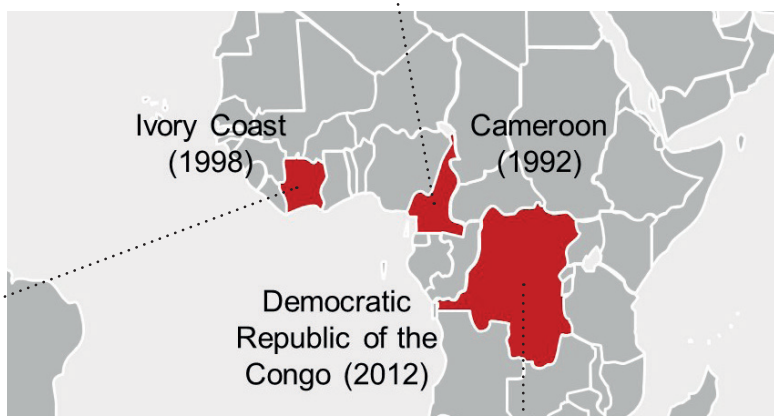 Ivory Coast
(1998)
Cameroon
(1992)
Democratic
Republic of the
Congo (2012)